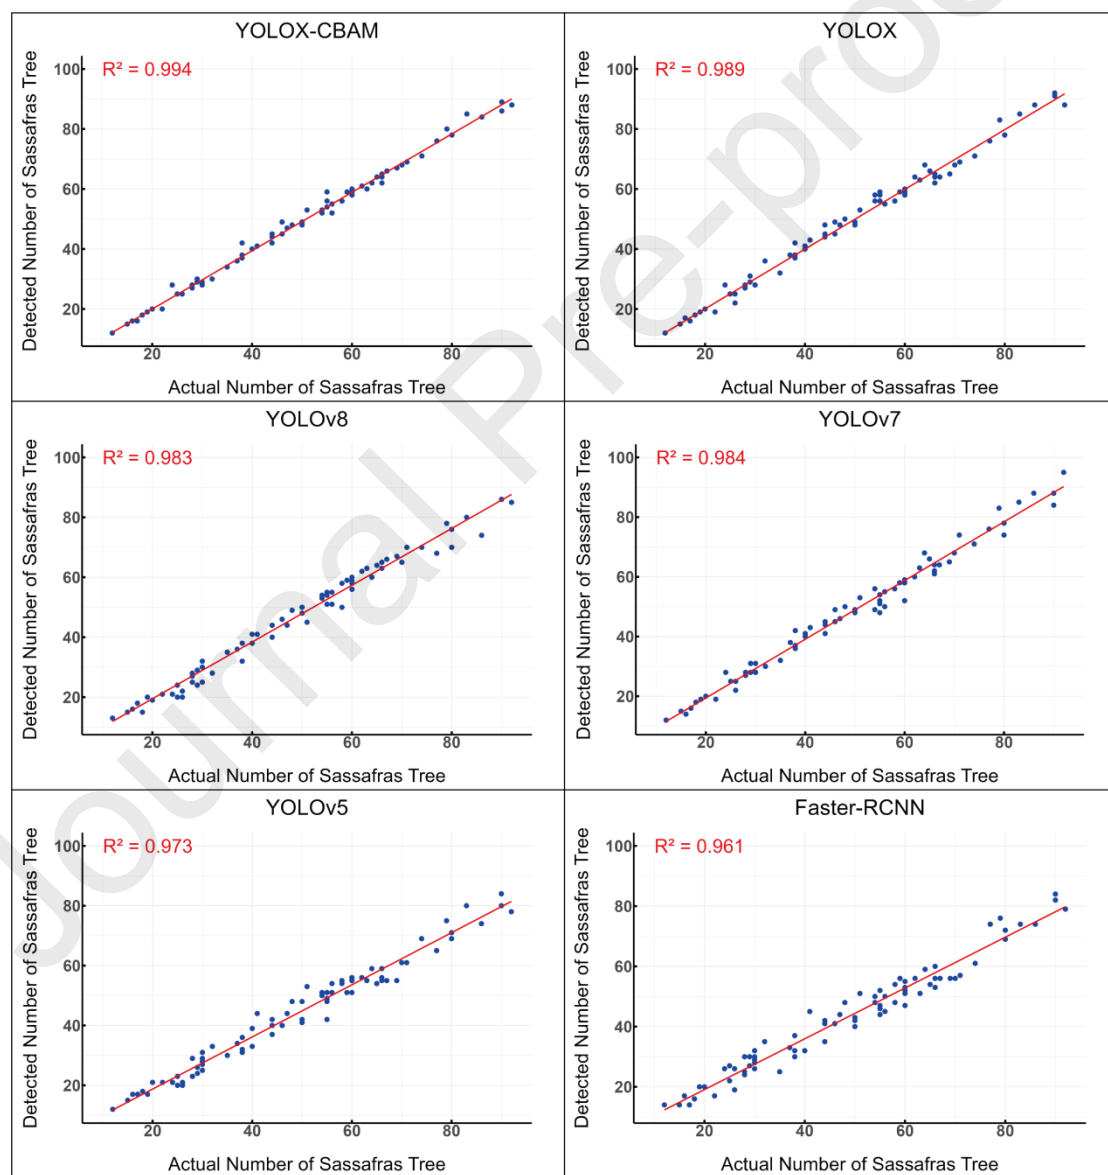 YOLOX-CBAM
R² = 0.994
Detected Number of Sassafras Tree
100
80
60
40
20
20 40 60 80
Actual Number of Sassafras Tree
YOLOX
R² = 0.989
Detected Number of Sassafras Tree
100
80
60
40
20
20 40 60 80
Actual Number of Sassafras Tree
YOLOv8
R² = 0.983
Detected Number of Sassafras Tree
100
80
60
40
20
20 40 60 80
Actual Number of Sassafras Tree
YOLOv7
R² = 0.984
Detected Number of Sassafras Tree
100
80
60
40
20
20 40 60 80
Actual Number of Sassafras Tree
YOLOv5
R² = 0.973
Detected Number of Sassafras Tree
100
80
60
40
20
20 40 60 80
Actual Number of Sassafras Tree
Faster-RCNN
R² = 0.961
Detected Number of Sassafras Tree
100
80
60
40
20
20 40 60 80
Actual Number of Sassafras Tree
Journal Pre-proo